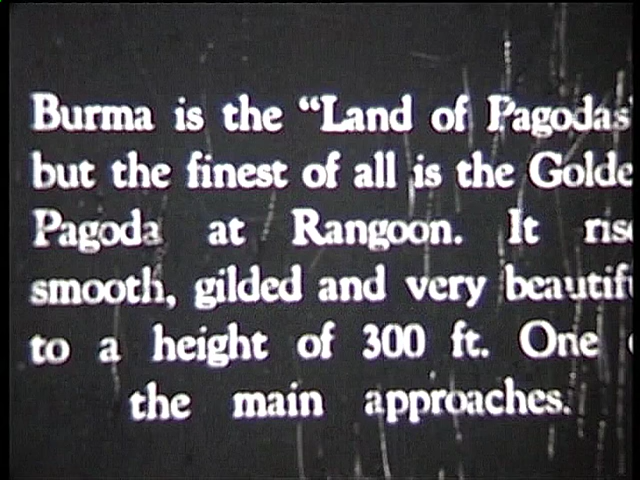 Burma is the “Land of Pagodas
but the finest of all is the Golde
Pagoda at Rangoon. It rise
smooth, gilded and very beautif
to a height of 300 ft. One
the main approaches.